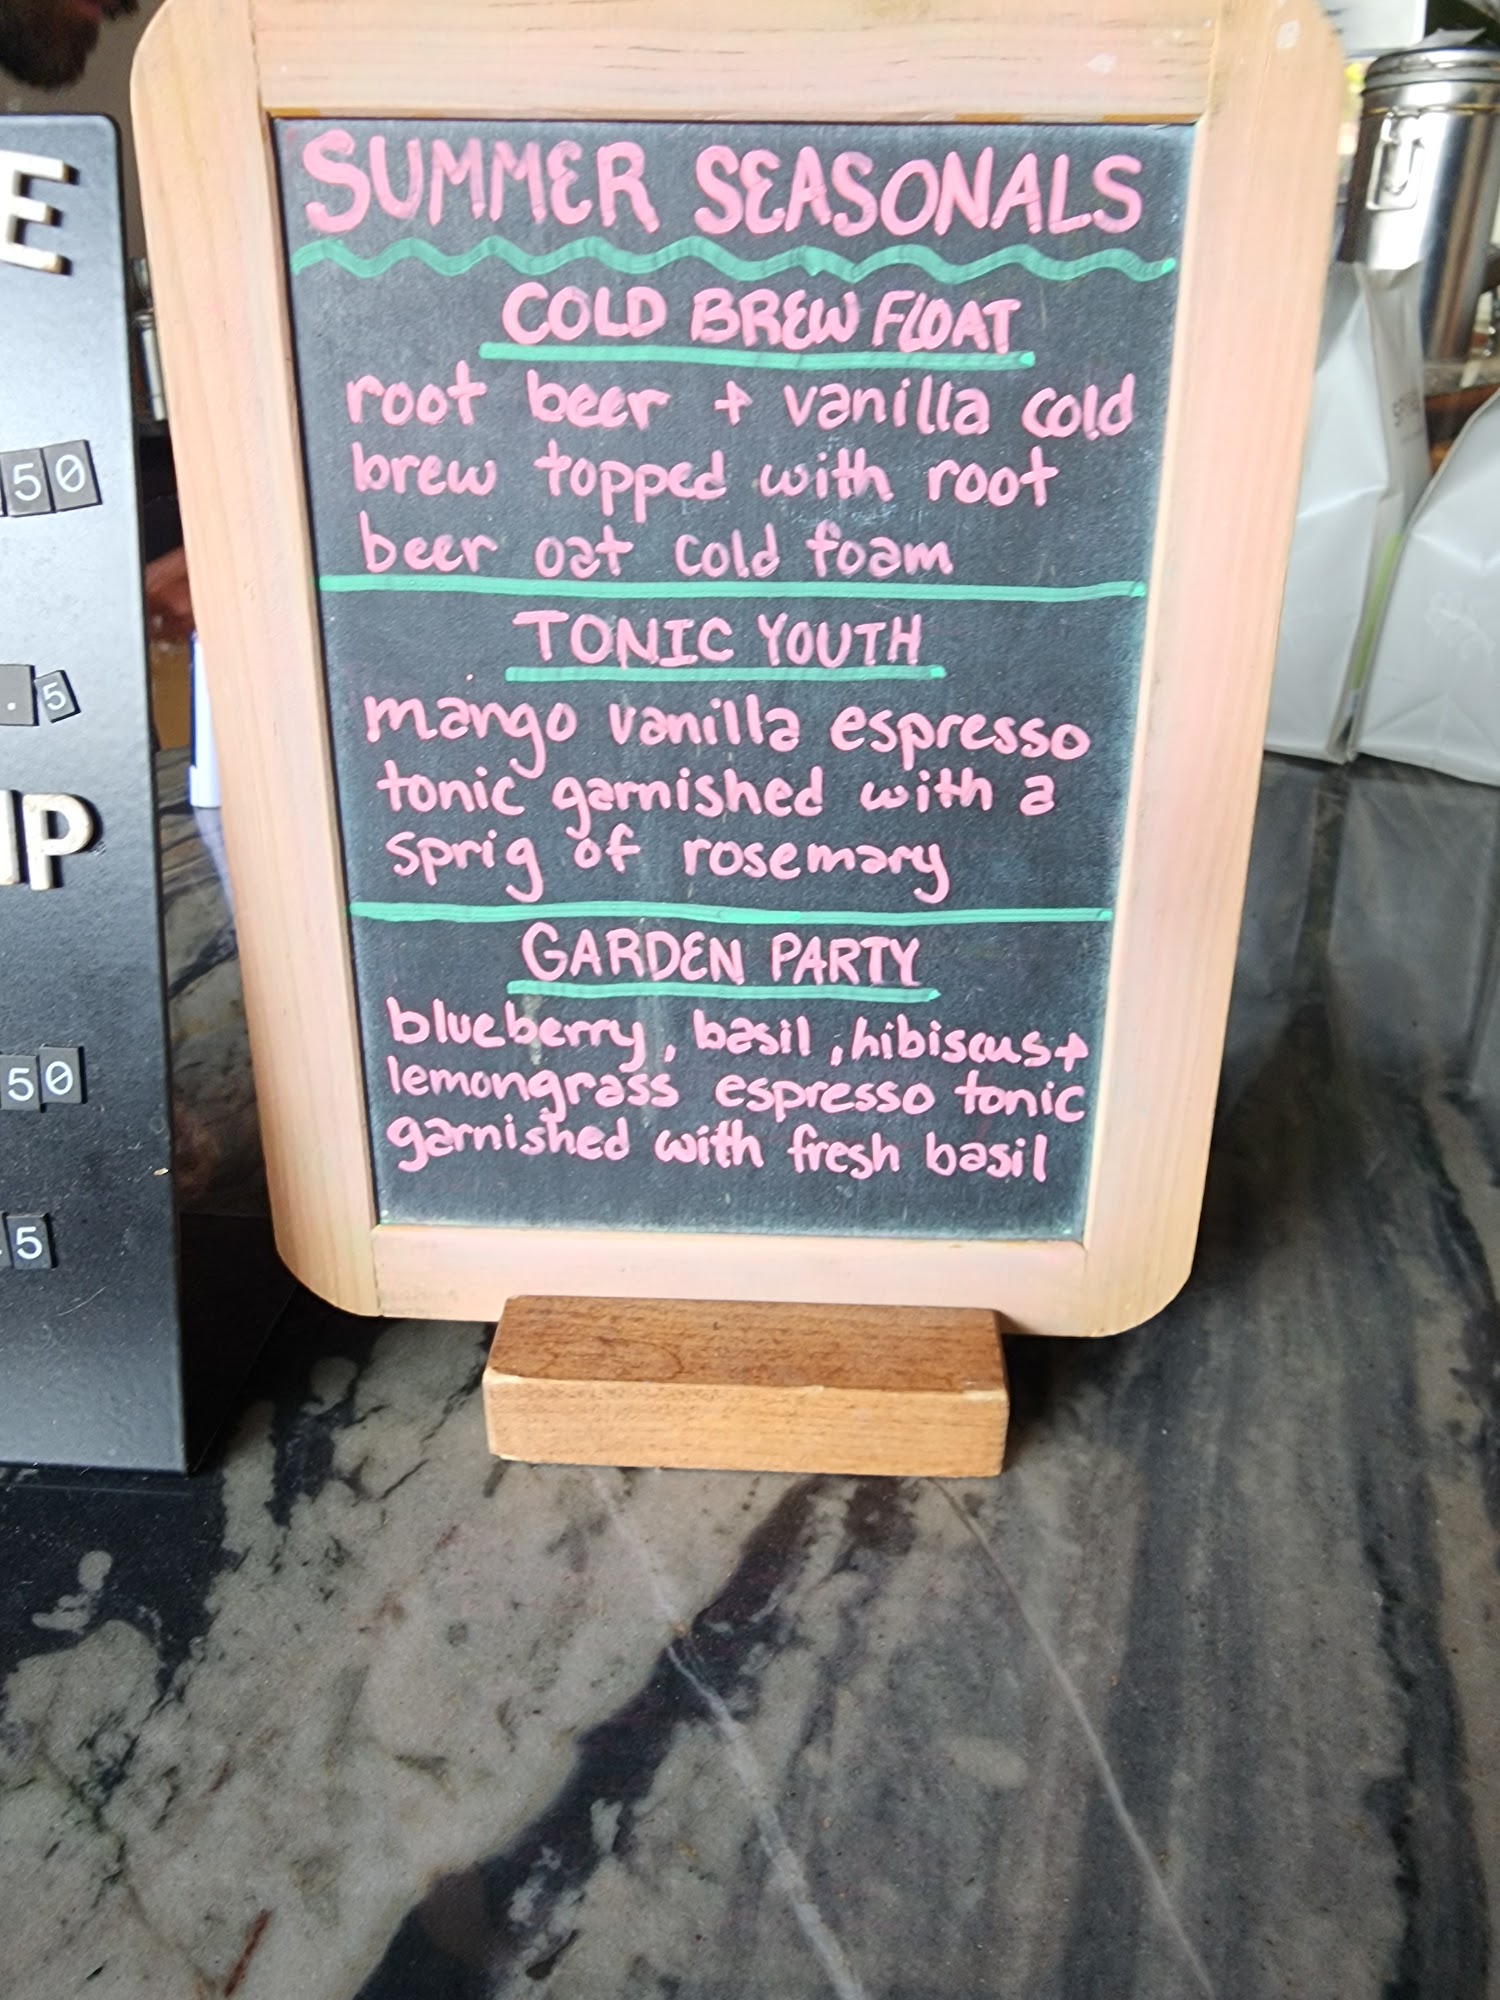 E
50
.5
IP
50
.5
SUMMER SEASONALS
COLD BREW FLOAT
root beer + vanilla cold
brew topped with root
beer oat cold foam
TONIC YOUTH
mango vanilla espresso
tonic garnished with a
sprig of rosemary
GARDEN PARTY
blueberry, basil, hibiscus +
lemongrass espresso tonic
garnished with fresh basil